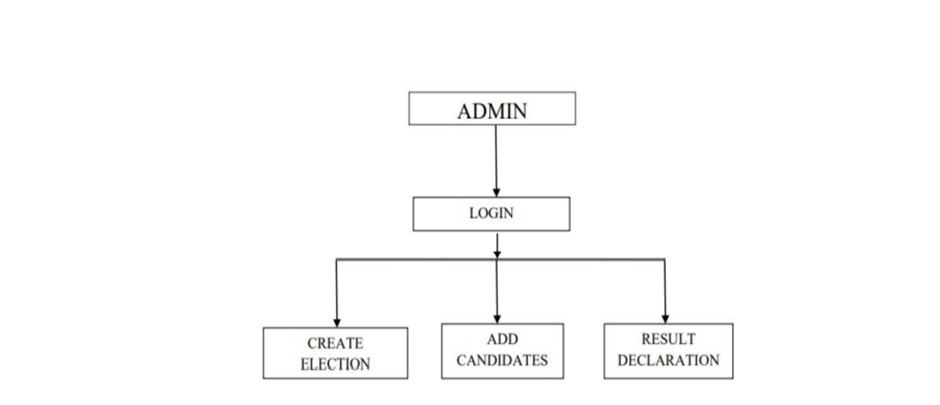 ADMIN
LOGIN
CREATE
ELECTION
ADD
CANDIDATES
RESULT
DECLARATION